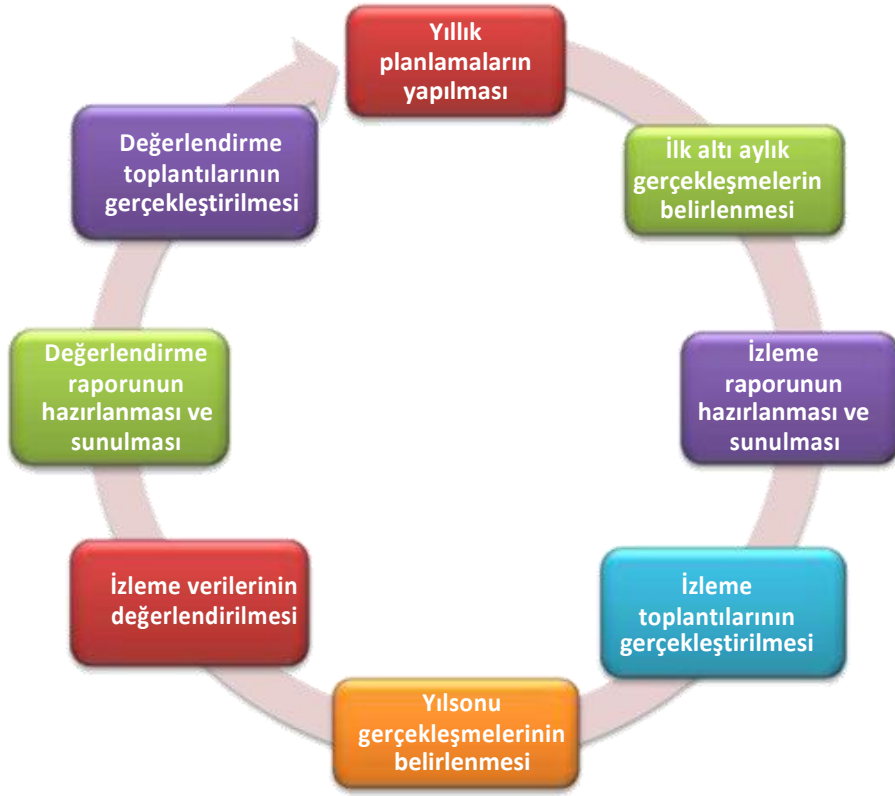 Yıllık
planlamaların
yapılması
İlk altı aylık
gerçekleşmelerin
belirlenmesi
İzleme
raporunun
hazırlanması ve
sunulması
İzleme
toplantılarının
gerçekleştirilmesi
Yılsonu
gerçekleşmelerinin
belirlenmesi
İzleme verilerinin
değerlendirilmesi
Değerlendirme
raporunun
hazırlanması ve
sunulması
Değerlendirme
toplantılarının
gerçekleştirilmesi